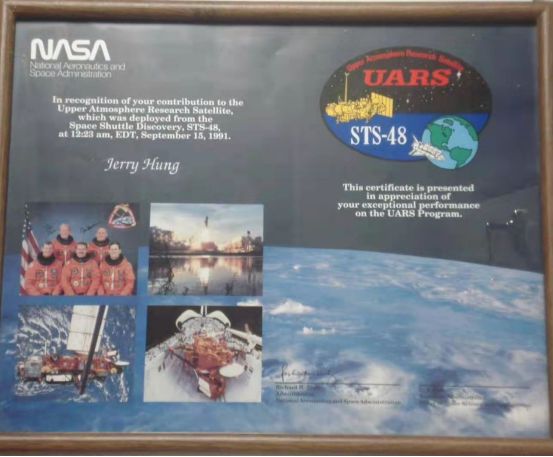 NASA
National Aeronautics and
Space Administration
In recognition of your contribution to the
Upper Atmosphere Research Satellite,
which was deployed from the
Space Shuttle Discovery, STS-48,
at 12:23 am, EDT, September 15, 1991.
Jerry Hung
Upper Atmosphere Research Satellite
UARS
STS-48
This certificate is presented
in appreciation of
your exceptional performance
on the UARS Program.
Richard H.
Administrator
National Aeronautics and Space Administration